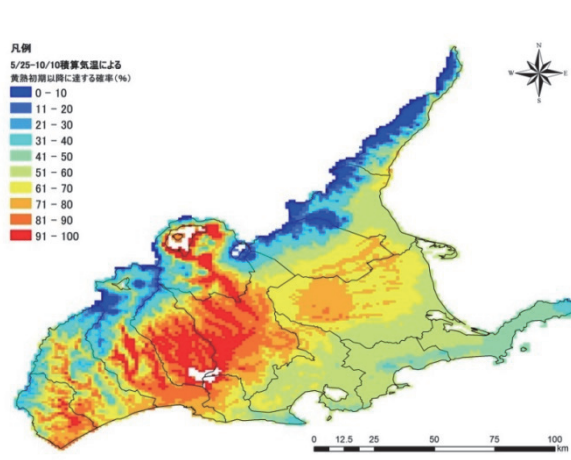 凡例
5/25-10/10積算気温による
黄熟初期以降に達する確率(%)
0 - 10
11 - 20
21 - 30
31 - 40
41 - 50
51 - 60
61 - 70
71 - 80
81 - 90
91 - 100
N
W
E
S
0 12.5 25 50 75 100
km